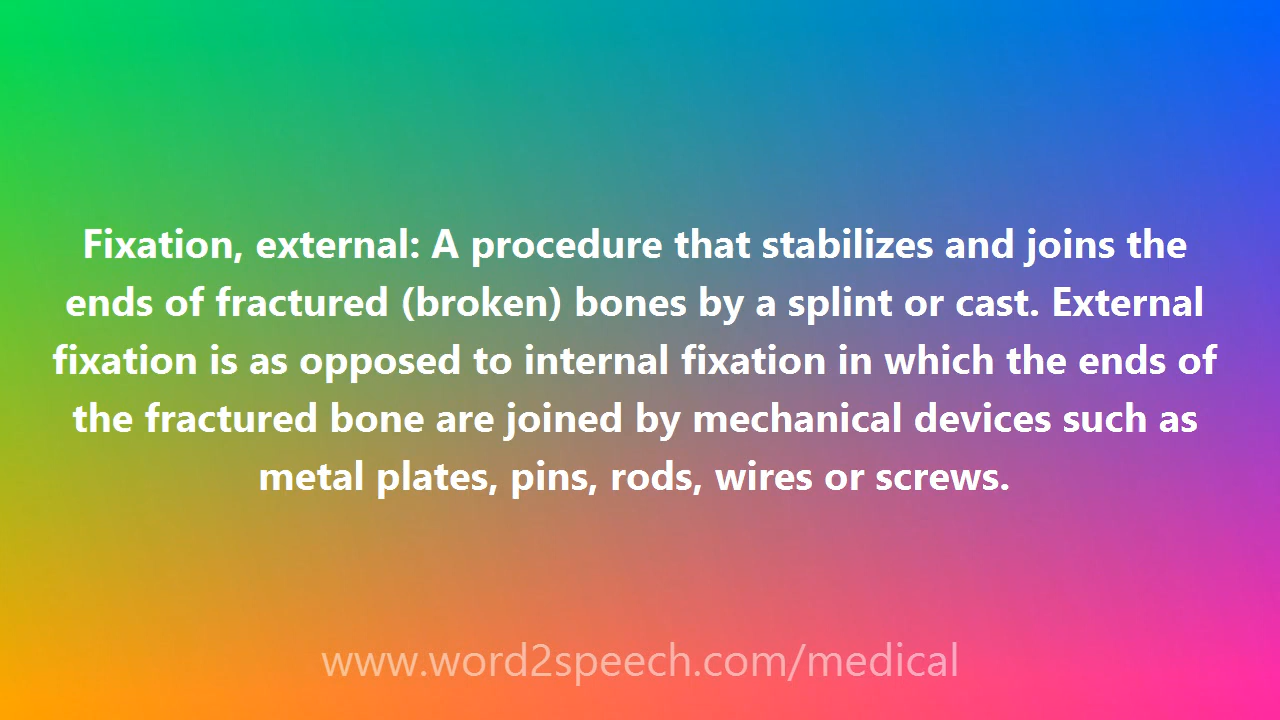 Fixation, external: A procedure that stabilizes and joins the
ends of fractured (broken) bones by a splint or cast. External
fixation is as opposed to internal fixation in which the ends of
the fractured bone are joined by mechanical devices such as
metal plates, pins, rods, wires or screws.
www.word2speech.com/medical